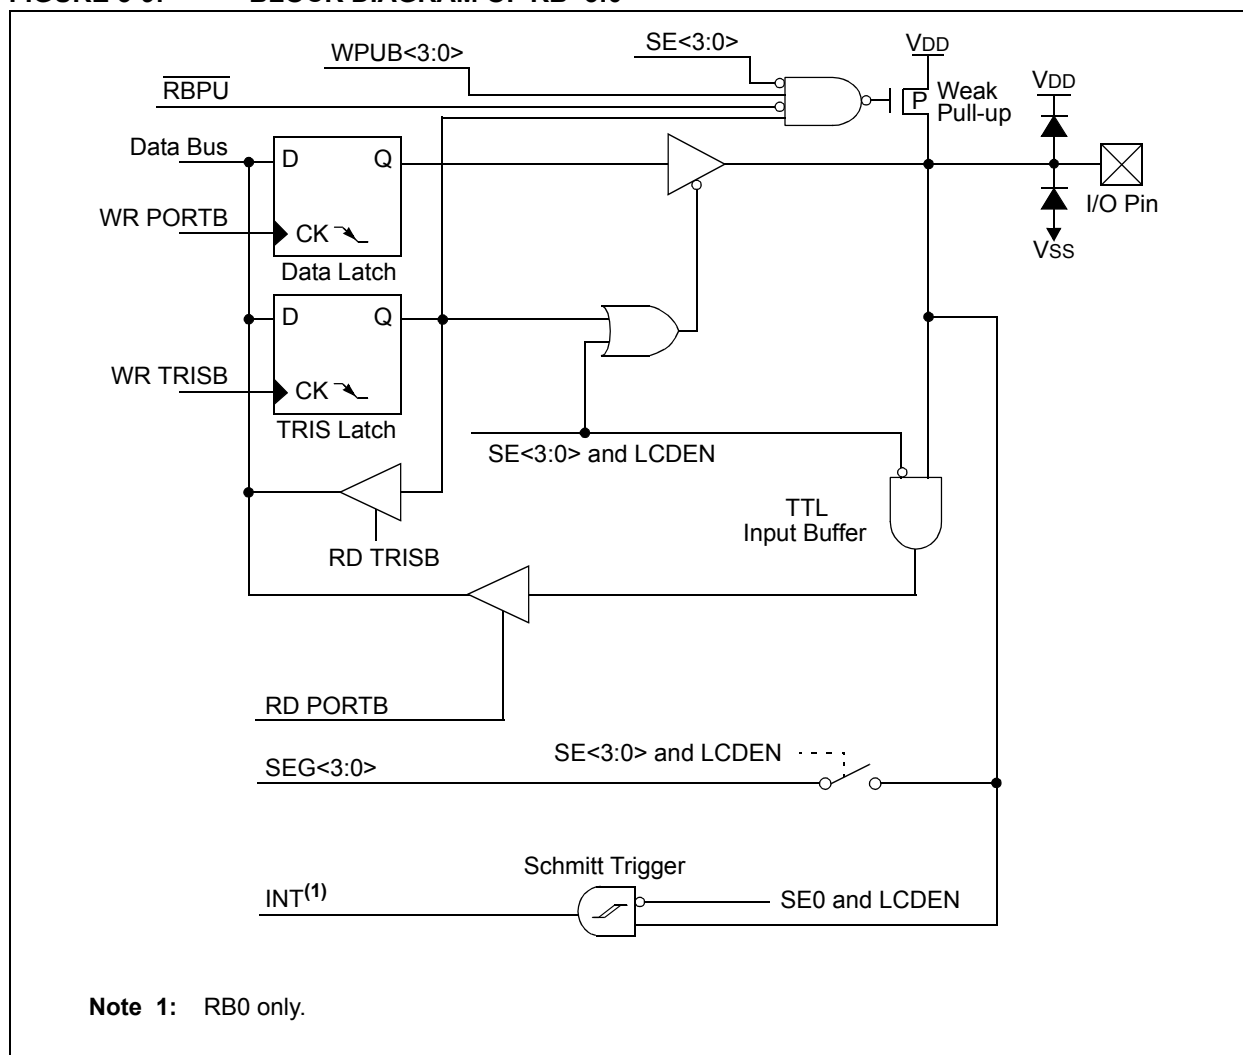 SE<3:0>
VDD
WPUB<3:0>
VDD
RBPU
P
Weak
Pull-up
Data Bus
D
Q
I/O Pin
WR PORTB
CK
VSS
Data Latch
D
Q
WR TRISB
CK
TRIS Latch
SE<3:0> and LCDEN
TTL
Input Buffer
RD TRISB
RD PORTB
SE<3:0> and LCDEN
SEG<3:0>
Schmitt Trigger
INT(1)
SE0 and LCDEN
Note 1: RB0 only.